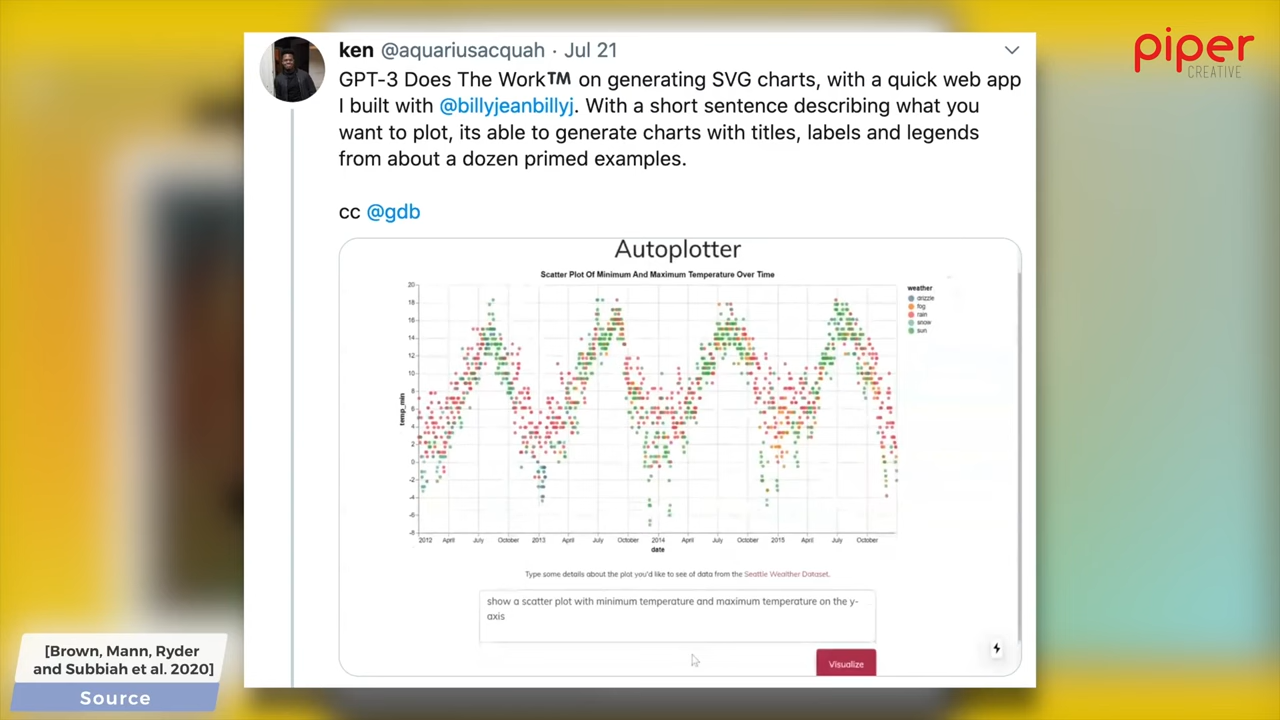 piper
CREATIVE
ken @aquariusacquah · Jul 21
GPT-3 Does The Work™ on generating SVG charts, with a quick web app
I built with @billyjeanbillyj. With a short sentence describing what you
want to plot, its able to generate charts with titles, labels and legends
from about a dozen primed examples.
cc @gdb
Autoplotter
Scatter Plot Of Minimum And Maximum Temperature Over Time
weather
drizzle
fog
rain
snow
sun
20
18
16
14
12
10
8
6
4
2
0
-2
-4
-6
-8
temp_min
2012 April July October 2013 April July October 2014 April July October 2015 April July October
date
Type some details about the plot you'd like to see of data from the Seattle Weather Dataset.
show a scatter plot with minimum temperature and maximum temperature on the y-
axis
Visualize
[Brown, Mann, Ryder
and Subbiah et al. 2020]
Source